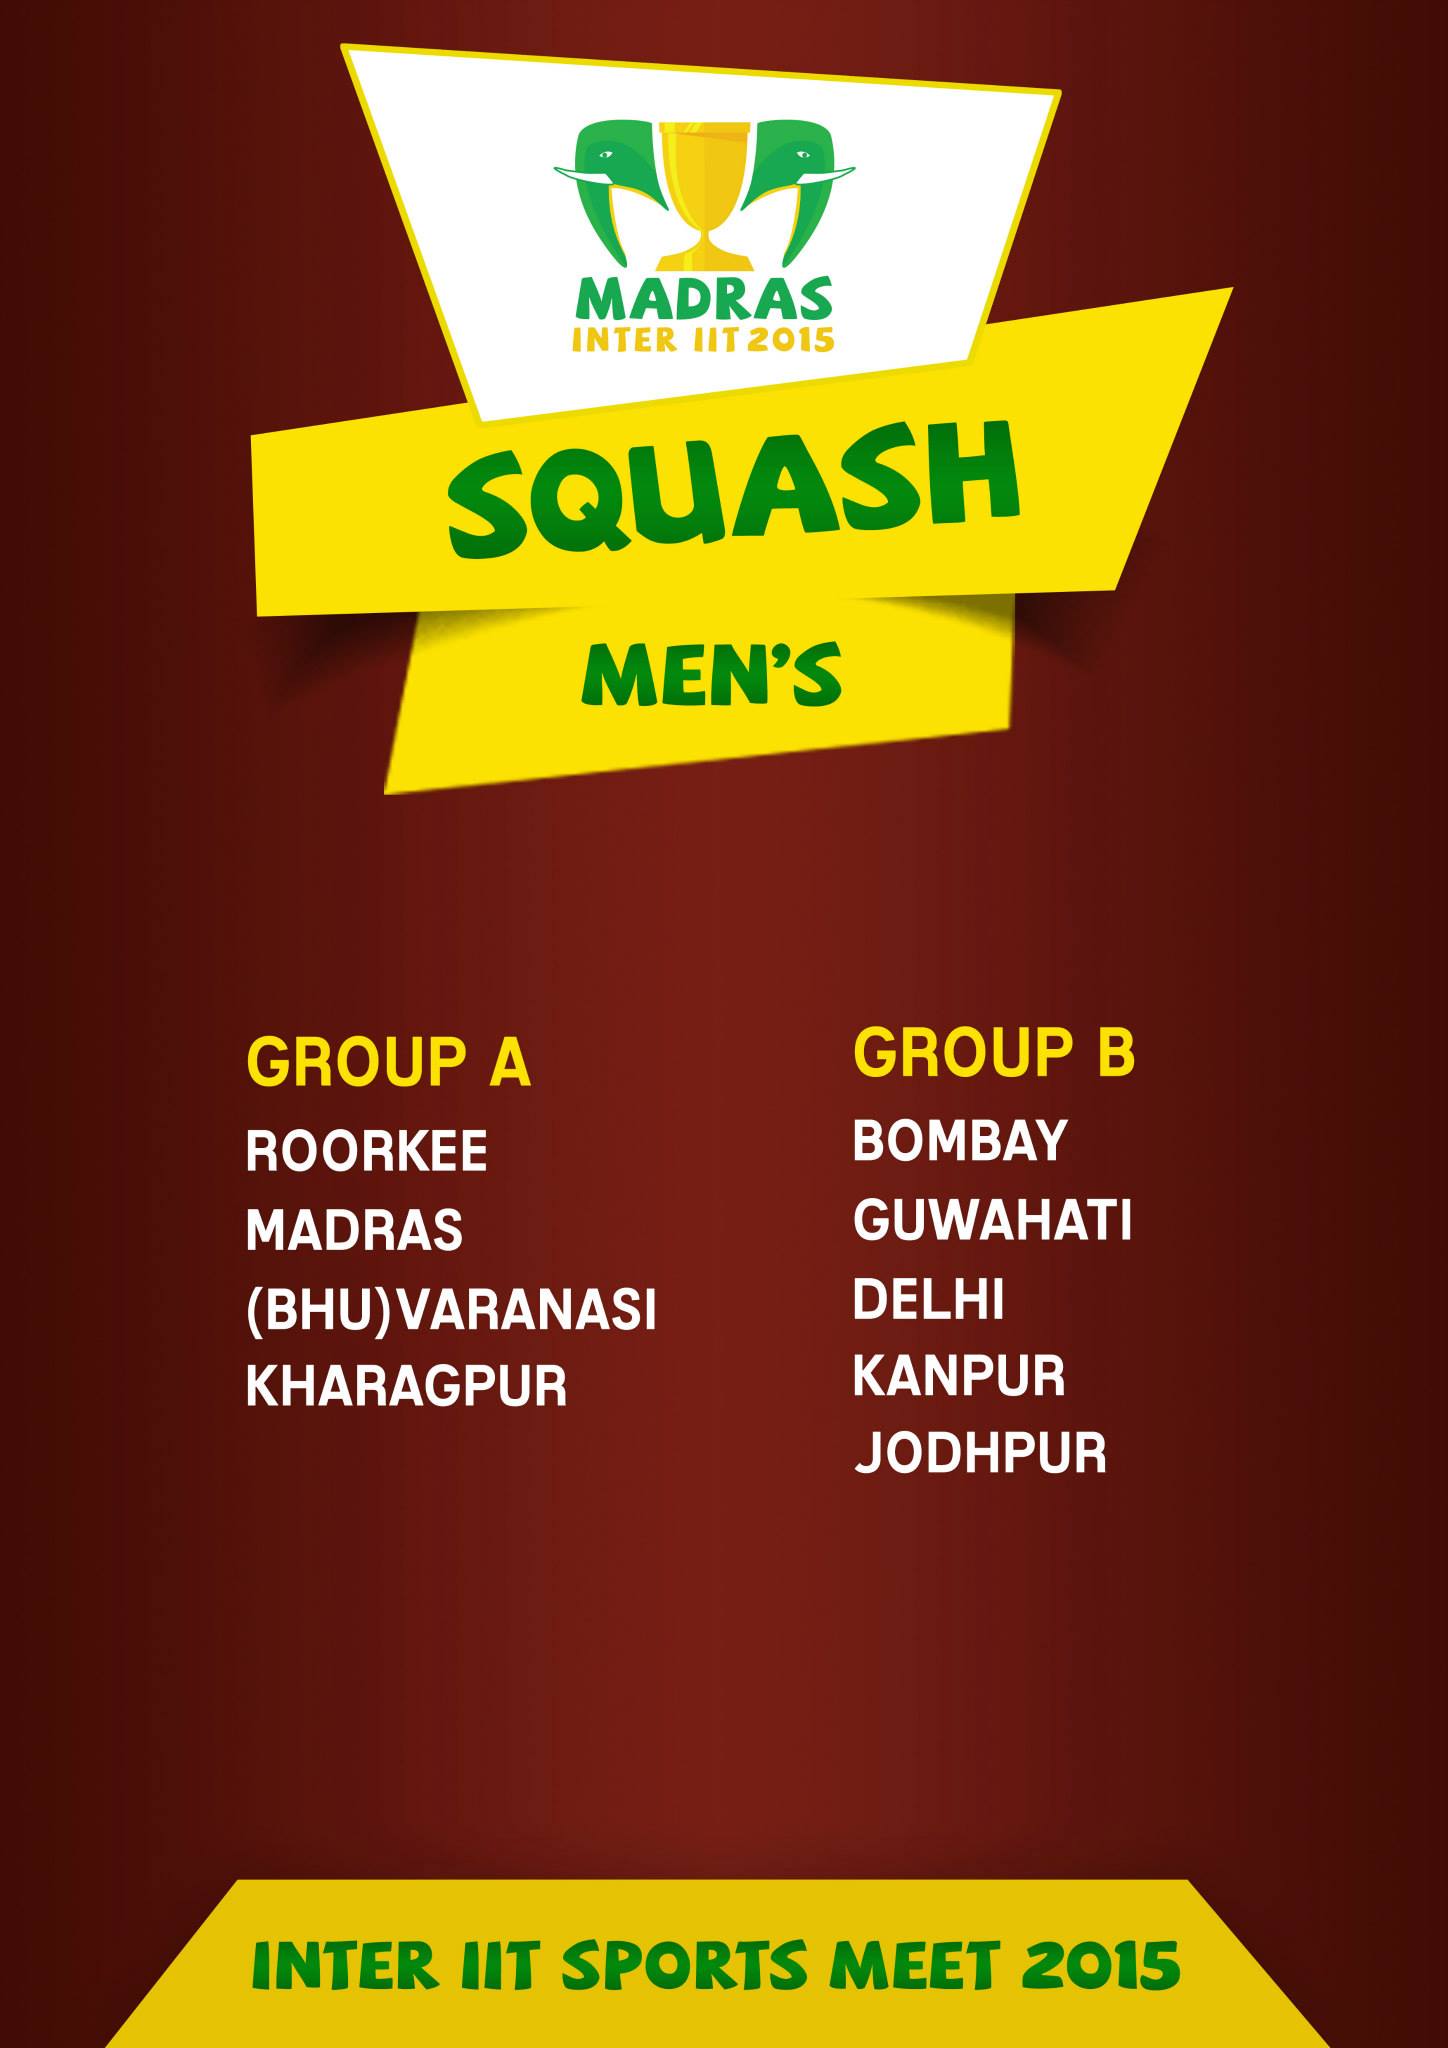 MADRAS
INTER IIT 2015
SQUASH
MEN'S
GROUP A
ROORKEE
MADRAS
(BHU)VARANASI
KHARAGPUR
GROUP B
BOMBAY
GUWAHATI
DELHI
KANPUR
JODHPUR
INTER IIT SPORTS MEET 2015